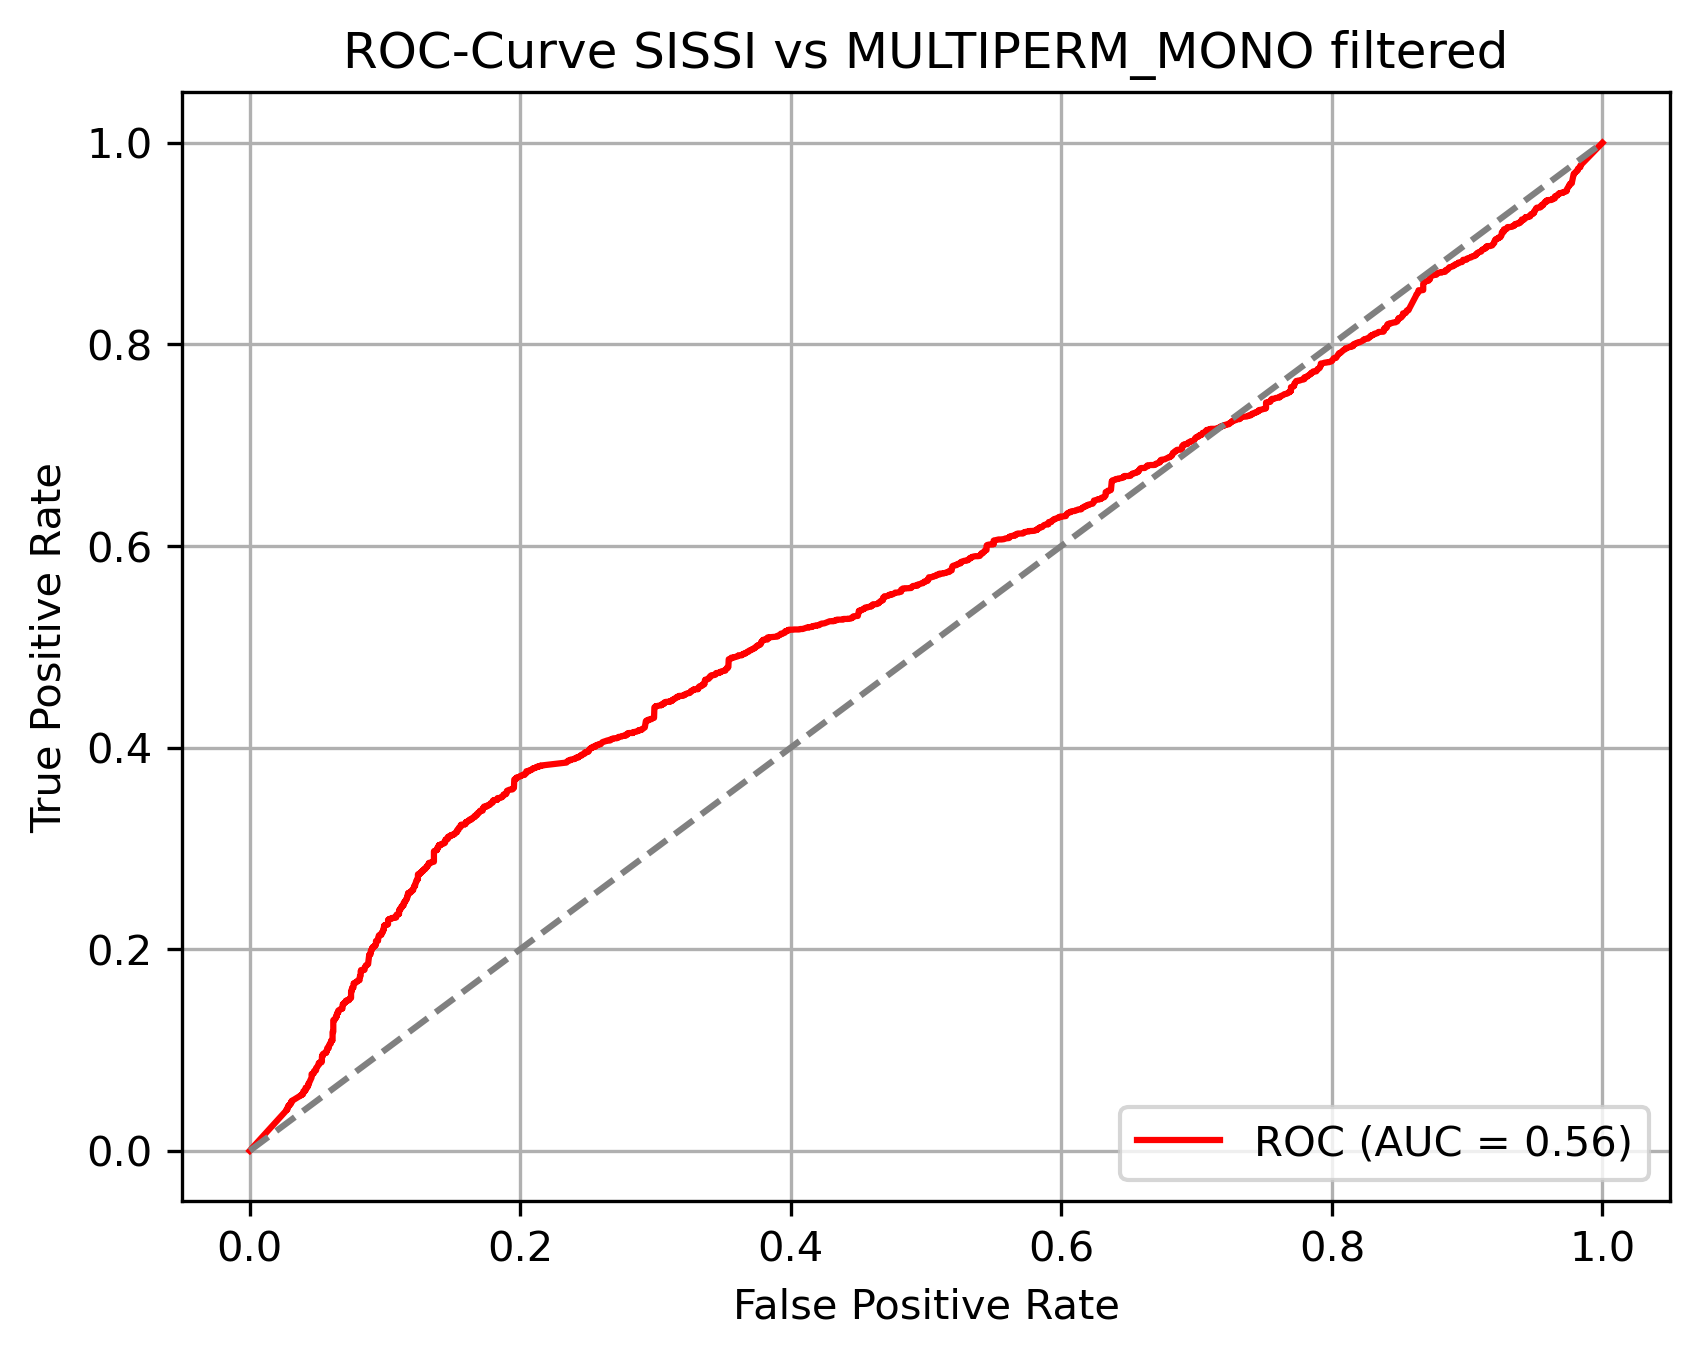 ROC-Curve SISSI vs MULTIPERM_MONO filtered
1.0
0.8
0.6
0.4
0.2
0.0
True Positive Rate
ROC (AUC = 0.56)
0.0 0.2 0.4 0.6 0.8 1.0
False Positive Rate